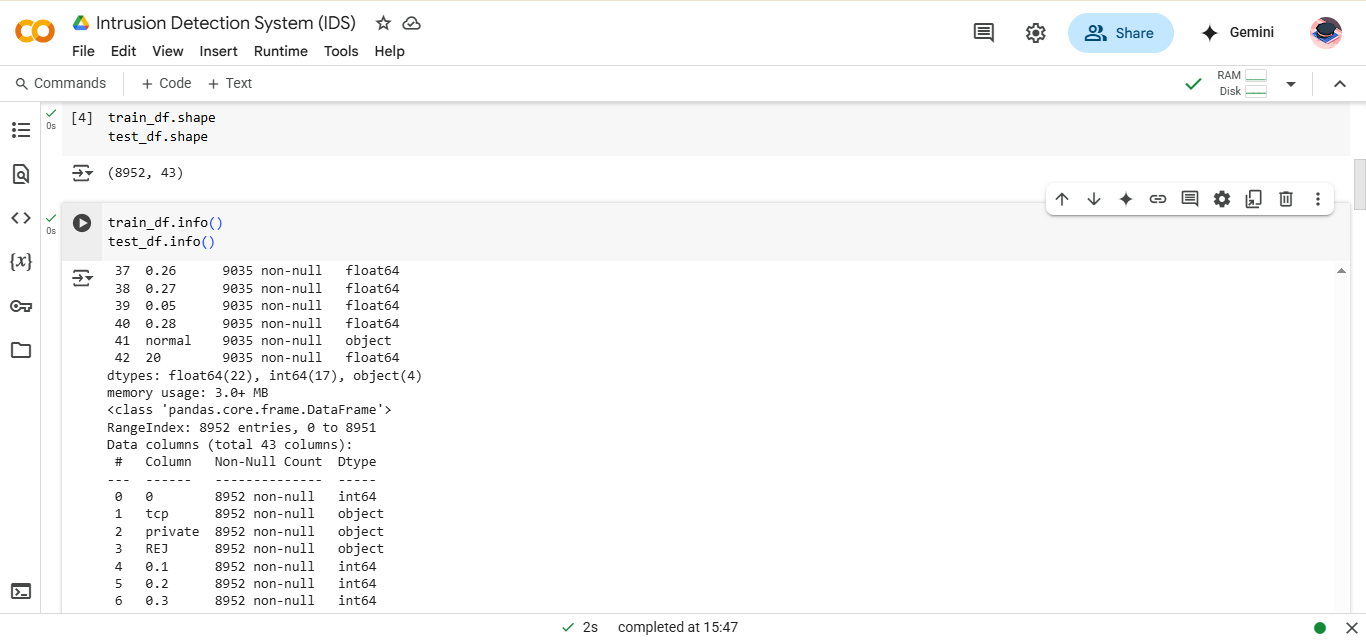 Intrusion Detection System (IDS)
File Edit View Insert Runtime Tools Help
Share
Gemini
Commands + Code + Text
RAM
Disk
0s
[4] train_df.shape
test_df.shape
(8952, 43)
0s
train_df.info()
test_df.info()
37 0.26 9035 non-null float64
38 0.27 9035 non-null float64
39 0.05 9035 non-null float64
40 0.28 9035 non-null float64
41 normal 9035 non-null object
42 20 9035 non-null float64
dtypes: float64(22), int64(17), object(4)
memory usage: 3.0+ MB
<class 'pandas.core.frame.DataFrame'>
RangeIndex: 8952 entries, 0 to 8951
Data columns (total 43 columns):
# Column Non-Null Count Dtype
--- ------ -------------- -----
0 0 8952 non-null int64
1 tcp 8952 non-null object
2 private 8952 non-null object
3 REJ 8952 non-null object
4 0.1 8952 non-null int64
5 0.2 8952 non-null int64
6 0.3 8952 non-null int64
2s completed at 15:47